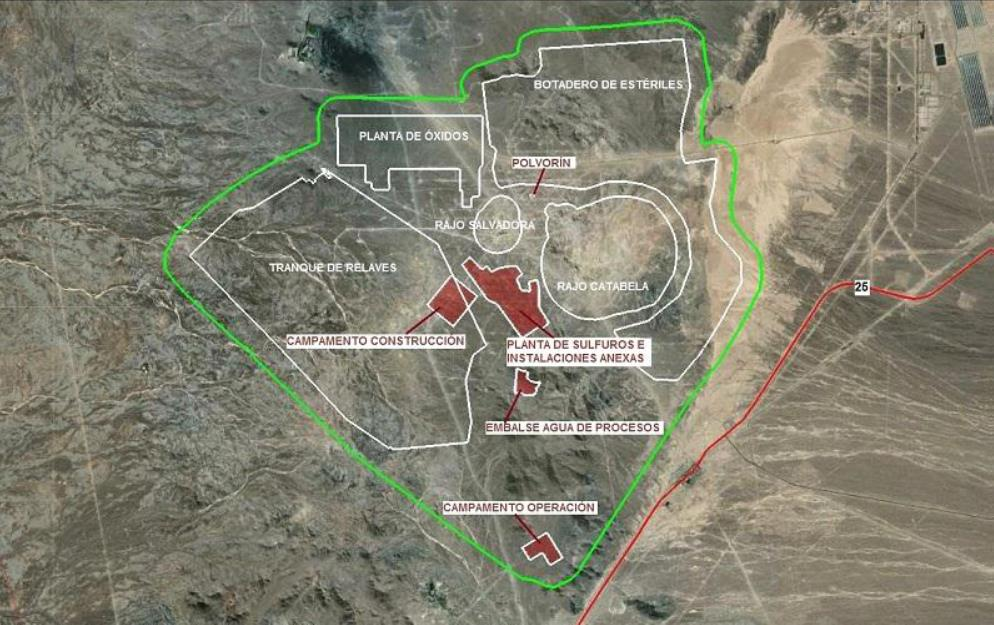 BOTADERO DE ESTÉRILES
PLANTA DE ÓXIDOS
POLVORÍN
RAJO SALVADORA
TRANQUE DE RELAVES
RAJO CATABELA
25
CAMPAMENTO CONSTRUCCIÓN
PLANTA DE SULFUROS E
INSTALACIONES ANEXAS
EMBALSE AGUA DE PROCESOS
CAMPAMENTO OPERACIÓN